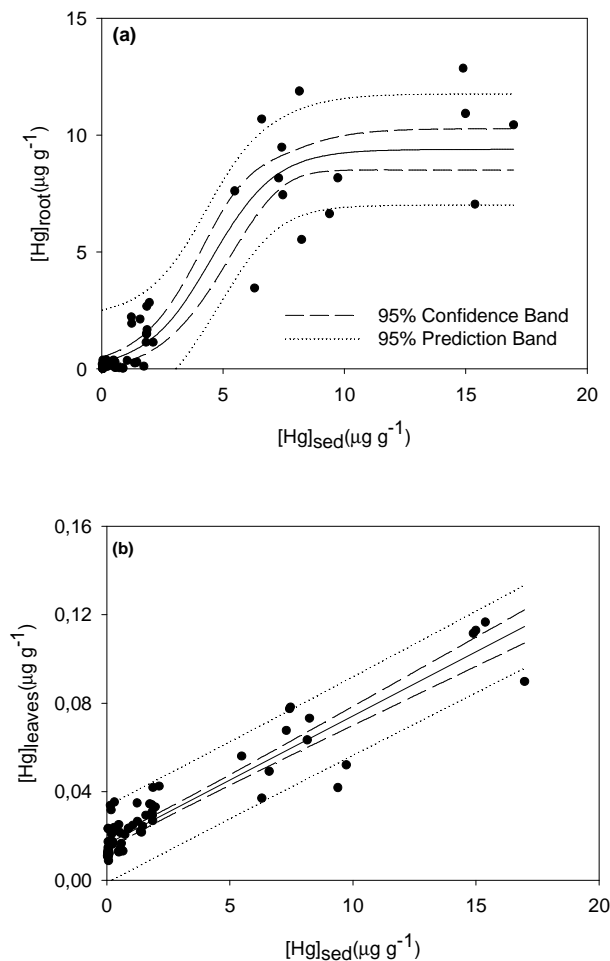 (a)
15
10
5
0
[Hg]root(μg g-1)
95% Confidence Band
95% Prediction Band
0 5 10 15 20
[Hg]sed(μg g-1)
(b)
0,16
0,12
0,08
0,04
0,00
[Hg]leaves(μg g-1)
0 5 10 15 20
[Hg]sed(μg g-1)